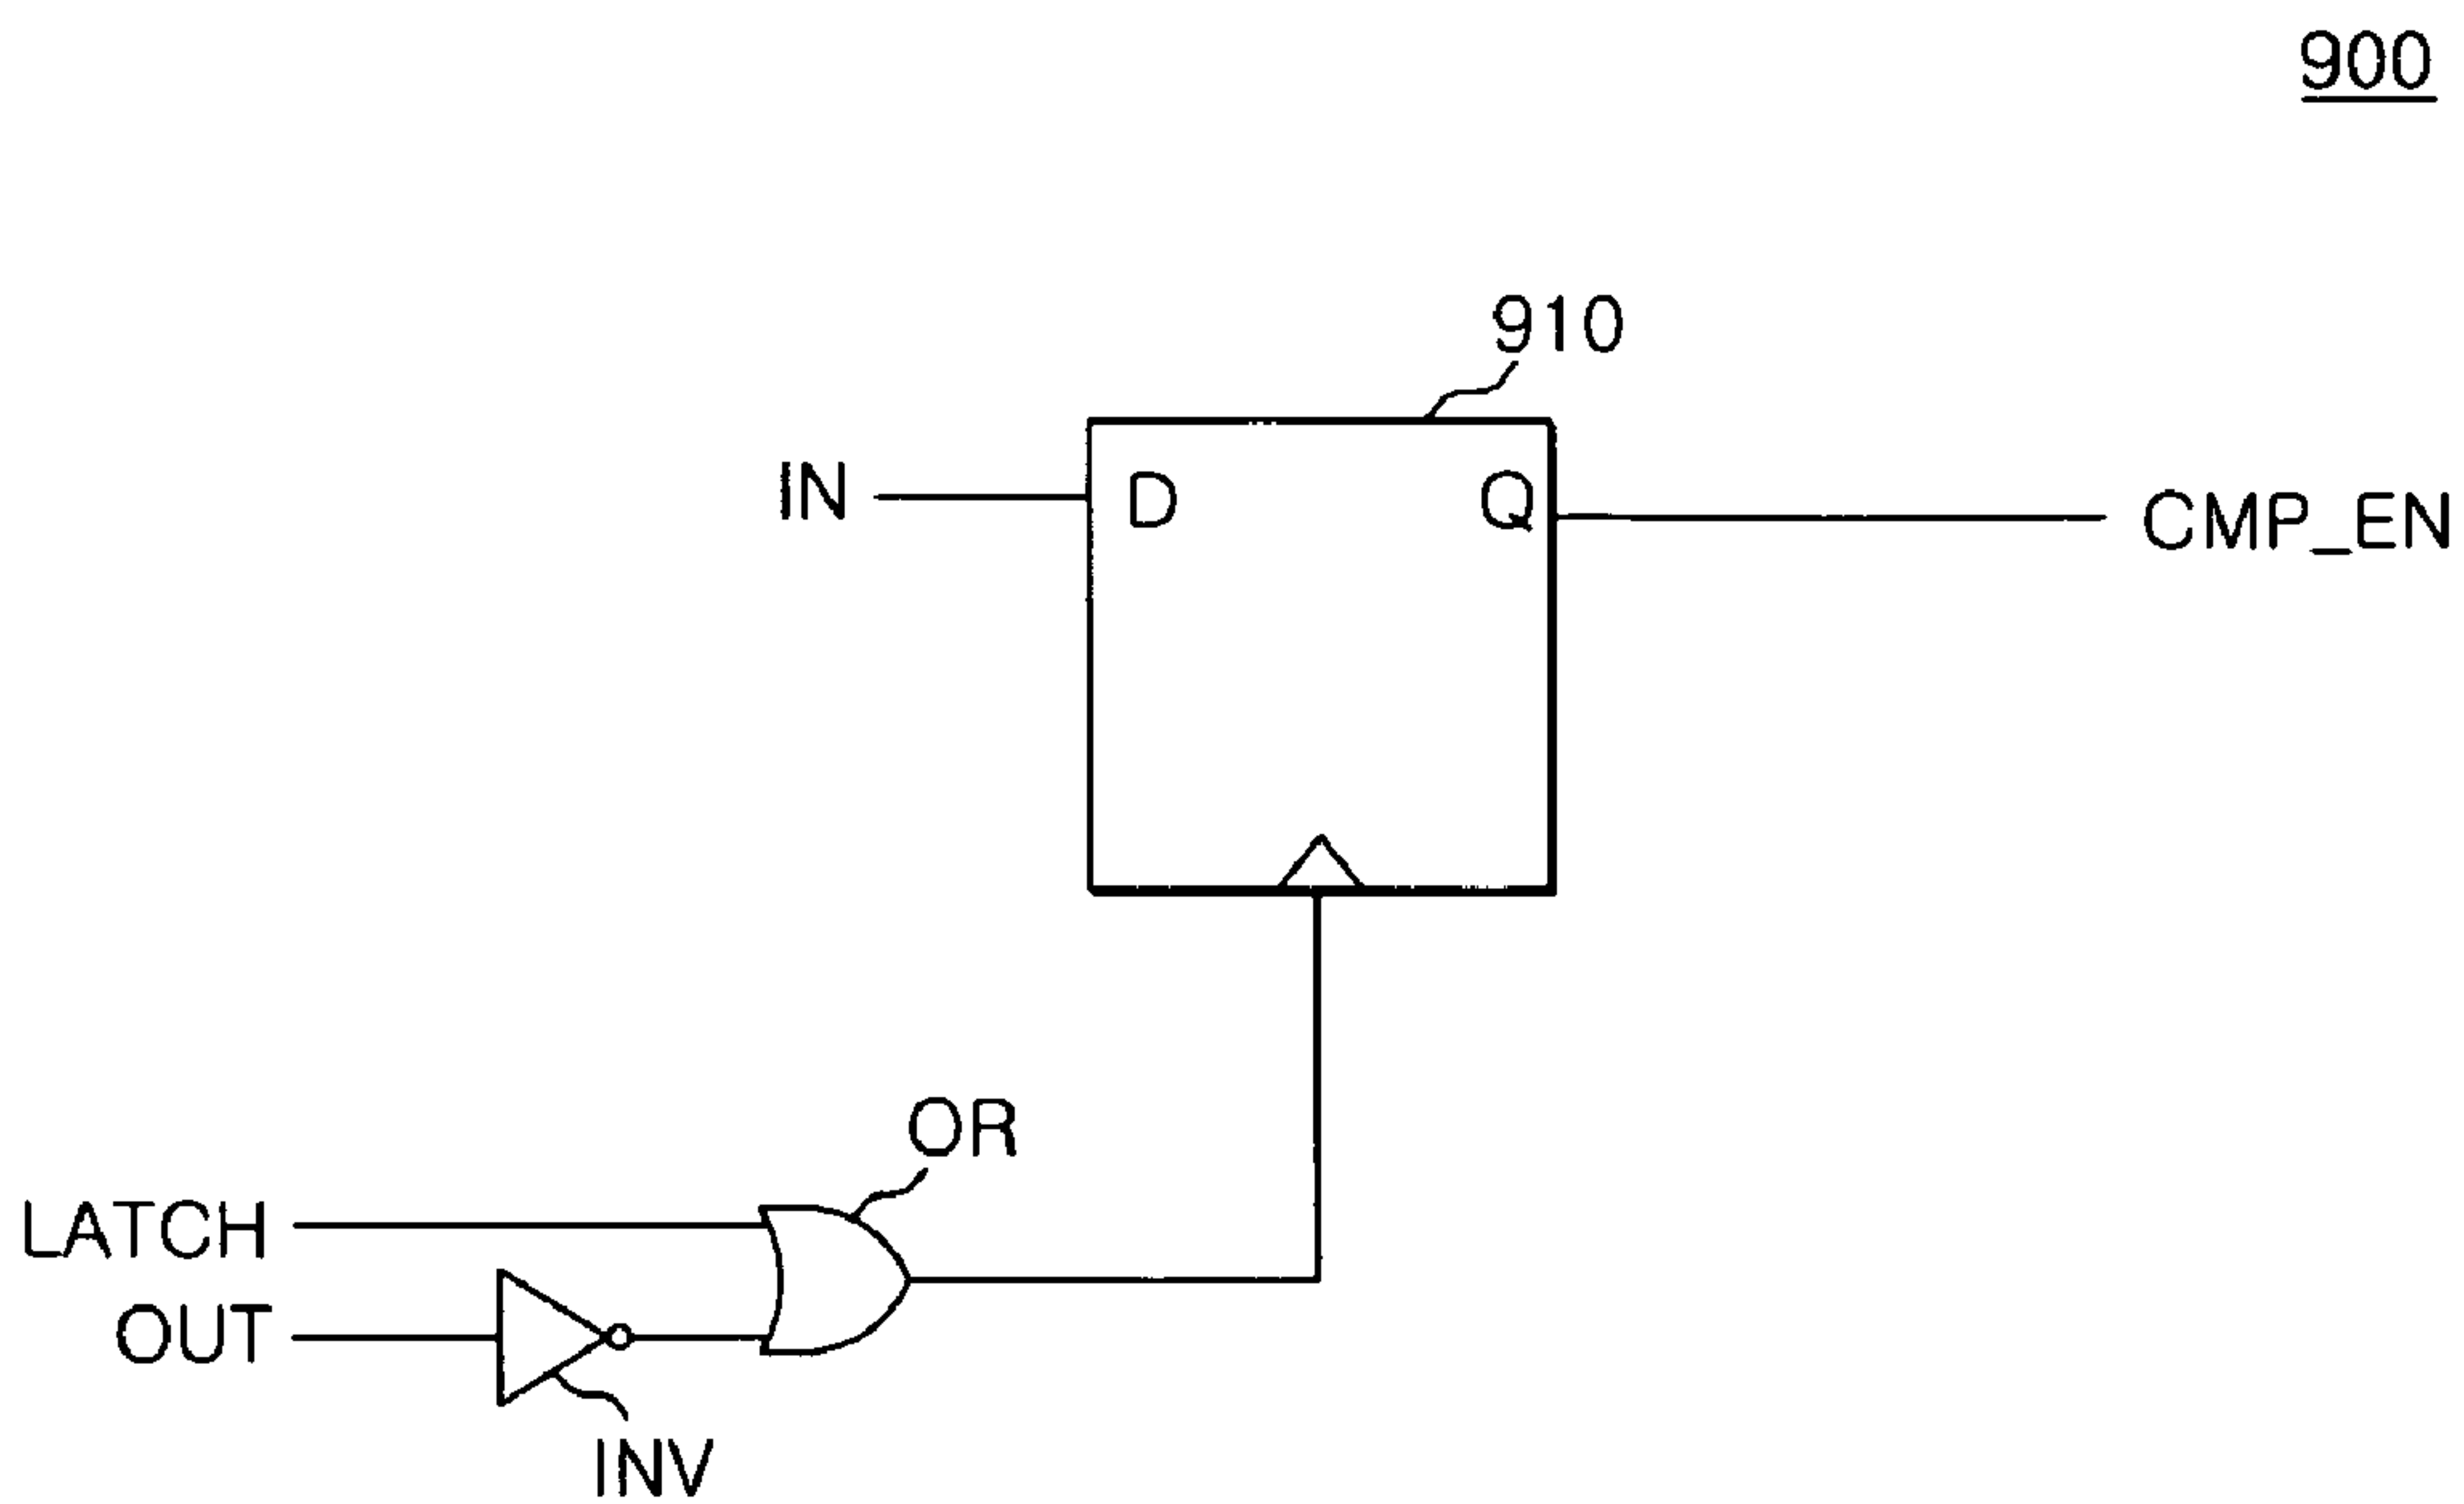 900
910
IN
D
Q
CMP_EN
OR
LATCH
OUT
INV